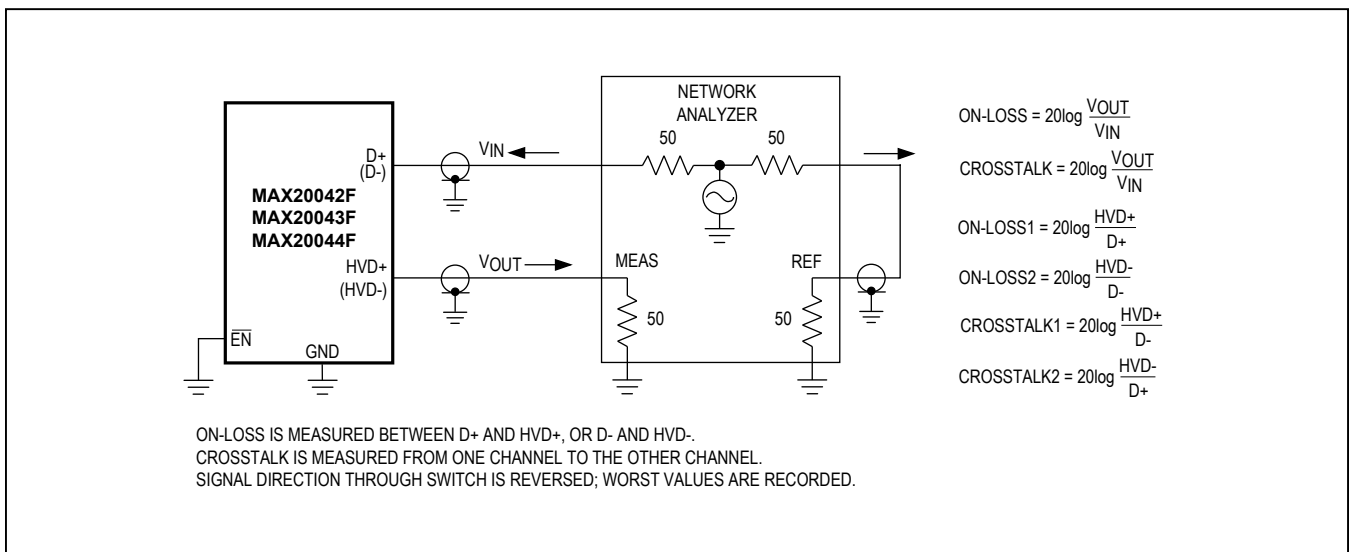 NETWORK
ANALYZER
50
50
D+
(D-)
VIN
MAX20042F
MAX20043F
MAX20044F
HVD+
(HVD-)
VOUT
MEAS
REF
50
50
EN
GND
ON-LOSS = 20log VOUT/VIN
CROSSTALK = 20log VOUT/VIN
ON-LOSS1 = 20log HVD+/D+
ON-LOSS2 = 20log HVD-/D-
CROSSTALK1 = 20log HVD+/D-
CROSSTALK2 = 20log HVD-/D+
ON-LOSS IS MEASURED BETWEEN D+ AND HVD+, OR D- AND HVD-.
CROSSTALK IS MEASURED FROM ONE CHANNEL TO THE OTHER CHANNEL.
SIGNAL DIRECTION THROUGH SWITCH IS REVERSED; WORST VALUES ARE RECORDED.